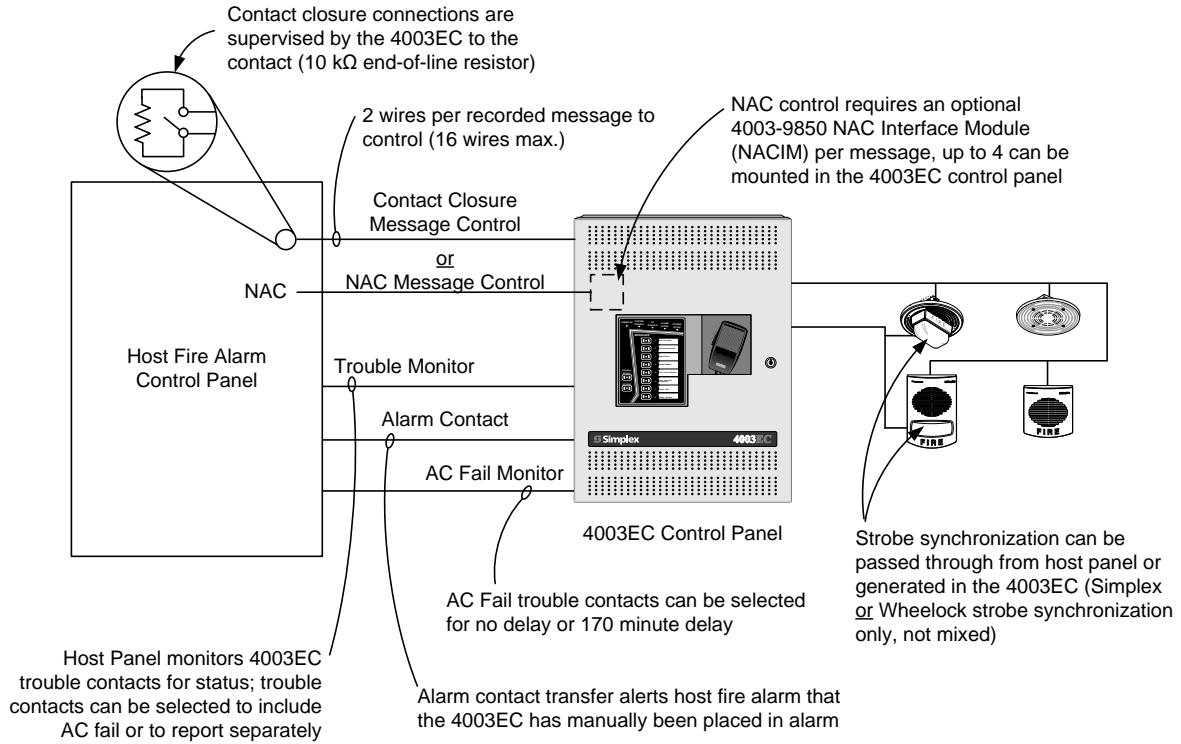 Contact closure connections are
supervised by the 4003EC to the
contact (10 kΩ end-of-line resistor)
2 wires per recorded message to
control (16 wires max.)
NAC control requires an optional
4003-9850 NAC Interface Module
(NACIM) per message, up to 4 can be
mounted in the 4003EC control panel
Contact Closure
Message Control
or
NAC
NAC Message Control
Host Fire Alarm
Control Panel
Trouble Monitor
Alarm Contact
AC Fail Monitor
Simplex
4003EC
FIRE
FIRE
4003EC Control Panel
Strobe synchronization can be
passed through from host panel or
generated in the 4003EC (Simplex
or Wheelock strobe synchronization
only, not mixed)
AC Fail trouble contacts can be selected
for no delay or 170 minute delay
Host Panel monitors 4003EC
trouble contacts for status; trouble
contacts can be selected to include
AC fail or to report separately
Alarm contact transfer alerts host fire alarm that
the 4003EC has manually been placed in alarm